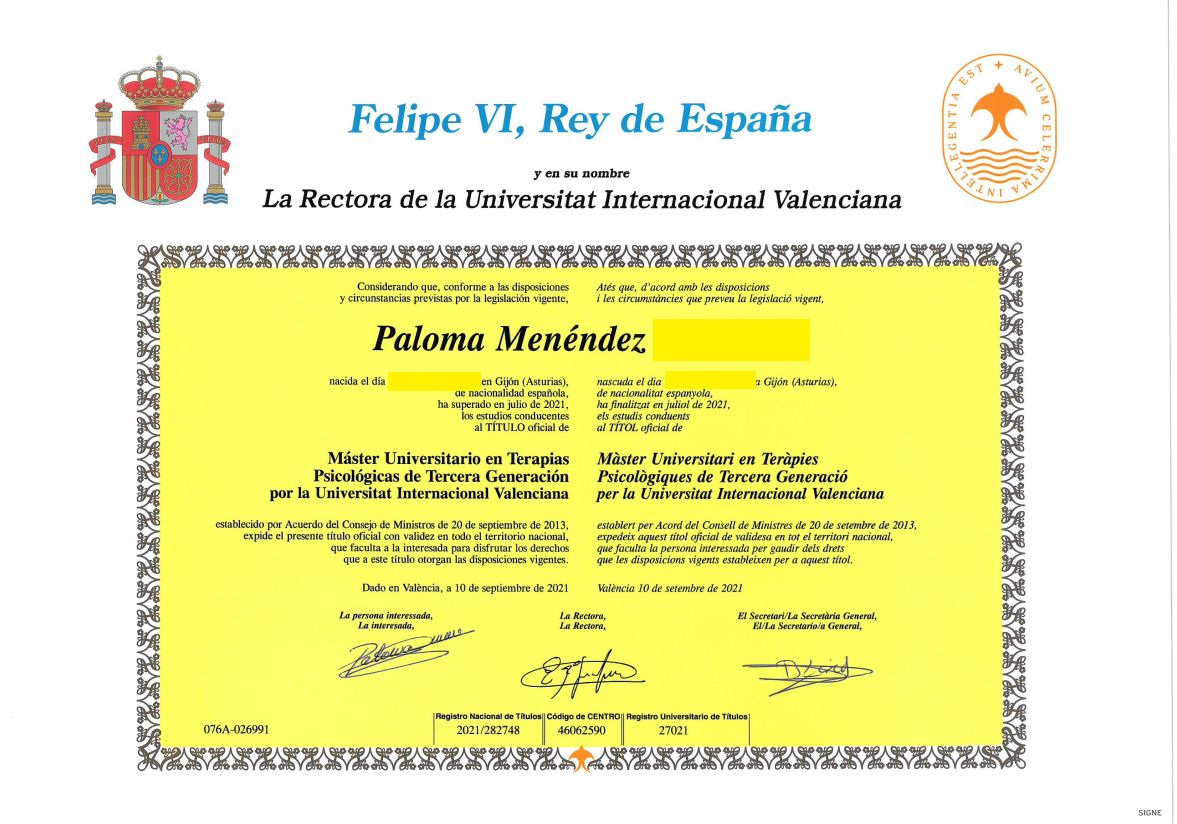 Felipe VI, Rey de España
INTELLEGENTIA EST AVIUM CELERRIMA
y en su nombre
La Rectora de la Universitat Internacional Valenciana
Considerando que, conforme a las disposiciones
y circunstancias previstas por la legislación vigente,
Atés que, d'acord amb les disposicions
i les circumstàncies que preveu la legislació vigent,
Paloma Menéndez
nacida el día en Gijón (Asturias),
de nacionalidad española,
ha superado en julio de 2021,
los estudios conducentes
al TÍTULO oficial de
nascuda el dia a Gijón (Asturias),
de nacionalitat espanyola,
ha finalitzat en juliol de 2021,
els estudis conduents
al TÍTOL oficial de
Máster Universitario en Terapias
Psicológicas de Tercera Generación
por la Universitat Internacional Valenciana
Màster Universitari en Teràpies
Psicològiques de Tercera Generació
per la Universitat Internacional Valenciana
establecido por Acuerdo del Consejo de Ministros de 20 de septiembre de 2013,
expide el presente título oficial con validez en todo el territorio nacional,
que faculta a la interesada para disfrutar los derechos
que a este título otorgan las disposiciones vigentes.
establert per Acord del Consell de Ministres de 20 de setembre de 2013,
expedeix aquest títol oficial de validesa en tot el territori nacional,
que faculta la persona interessada per gaudir dels drets
que les disposicions vigents estableixen per a aquest títol.
Dado en València, a 10 de septiembre de 2021
València 10 de setembre de 2021
La persona interessada,
La interesada,
La Rectora,
La Rectora,
El Secretari/La Secretària General,
El/La Secretario/a General,
Paloma
076A-026991
Registro Nacional de Títulos
2021/282748
Código de CENTRO
46062590
Registro Universitario de Títulos
27021
SIGNE